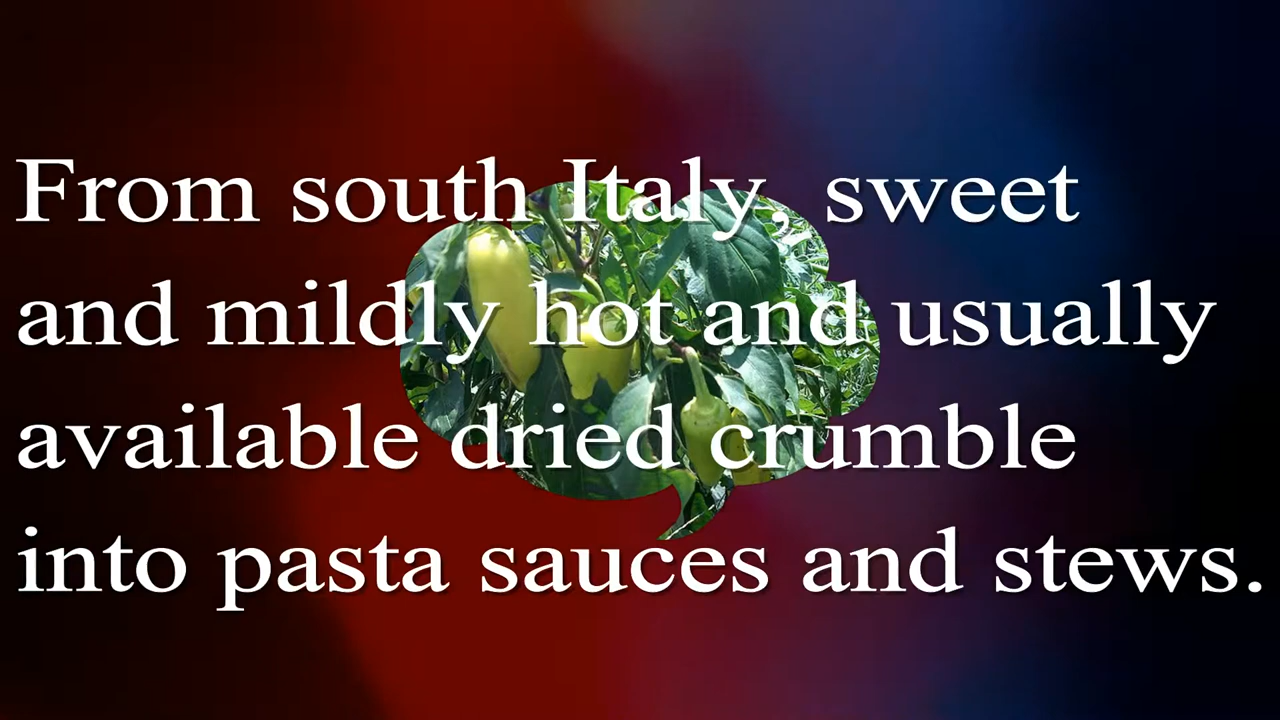 From south Italy, sweet
and mildly hot and usually
available dried crumble
into pasta sauces and stews.